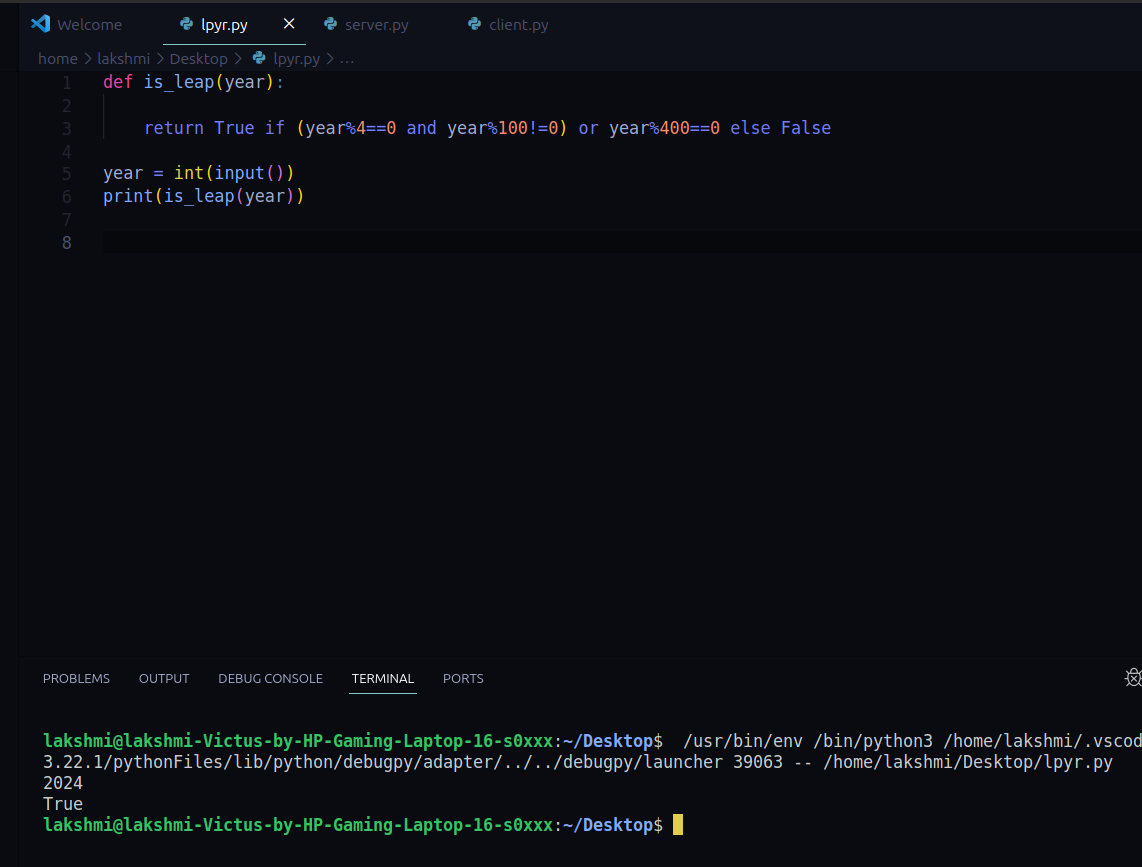 Welcome lpyr.py server.py client.py
home lakshmi Desktop lpyr.py ...
1 def is_leap(year):
2
3 return True if (year%4==0 and year%100!=0) or year%400==0 else False
4
5 year = int(input())
6 print(is_leap(year))
7
8
PROBLEMS OUTPUT DEBUG CONSOLE TERMINAL PORTS
lakshmi@lakshmi-Victus-by-HP-Gaming-Laptop-16-s0xxx:~/Desktop$ /usr/bin/env /bin/python3 /home/lakshmi/.vscod
3.22.1/pythonFiles/lib/python/debugpy/adapter/../../debugpy/launcher 39063 -- /home/lakshmi/Desktop/lpyr.py
2024
True
lakshmi@lakshmi-Victus-by-HP-Gaming-Laptop-16-s0xxx:~/Desktop$